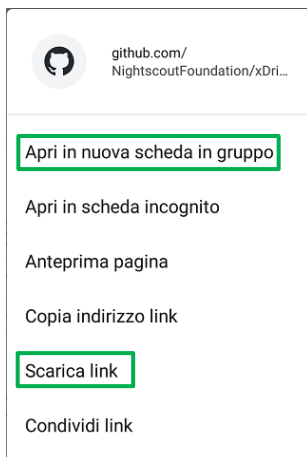 github.com/
NightscoutFoundation/xDri…
Apri in nuova scheda in gruppo
Apri in scheda incognito
Anteprima pagina
Copia indirizzo link
Scarica link
Condividi link